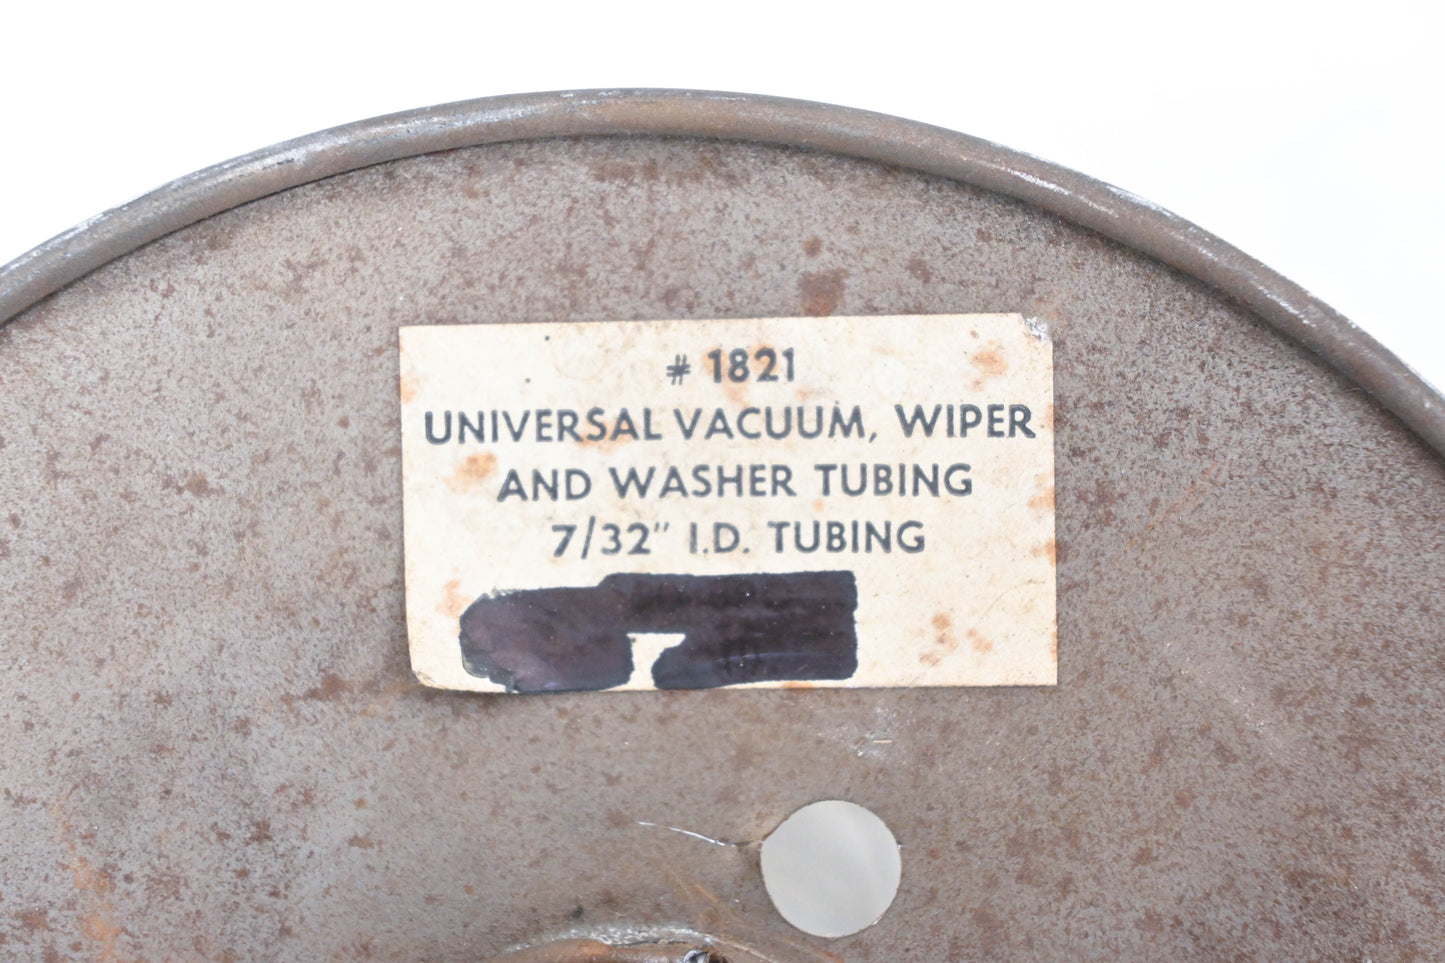 # 1821
UNIVERSAL VACUUM, WIPER
AND WASHER TUBING
7/32" I.D. TUBING